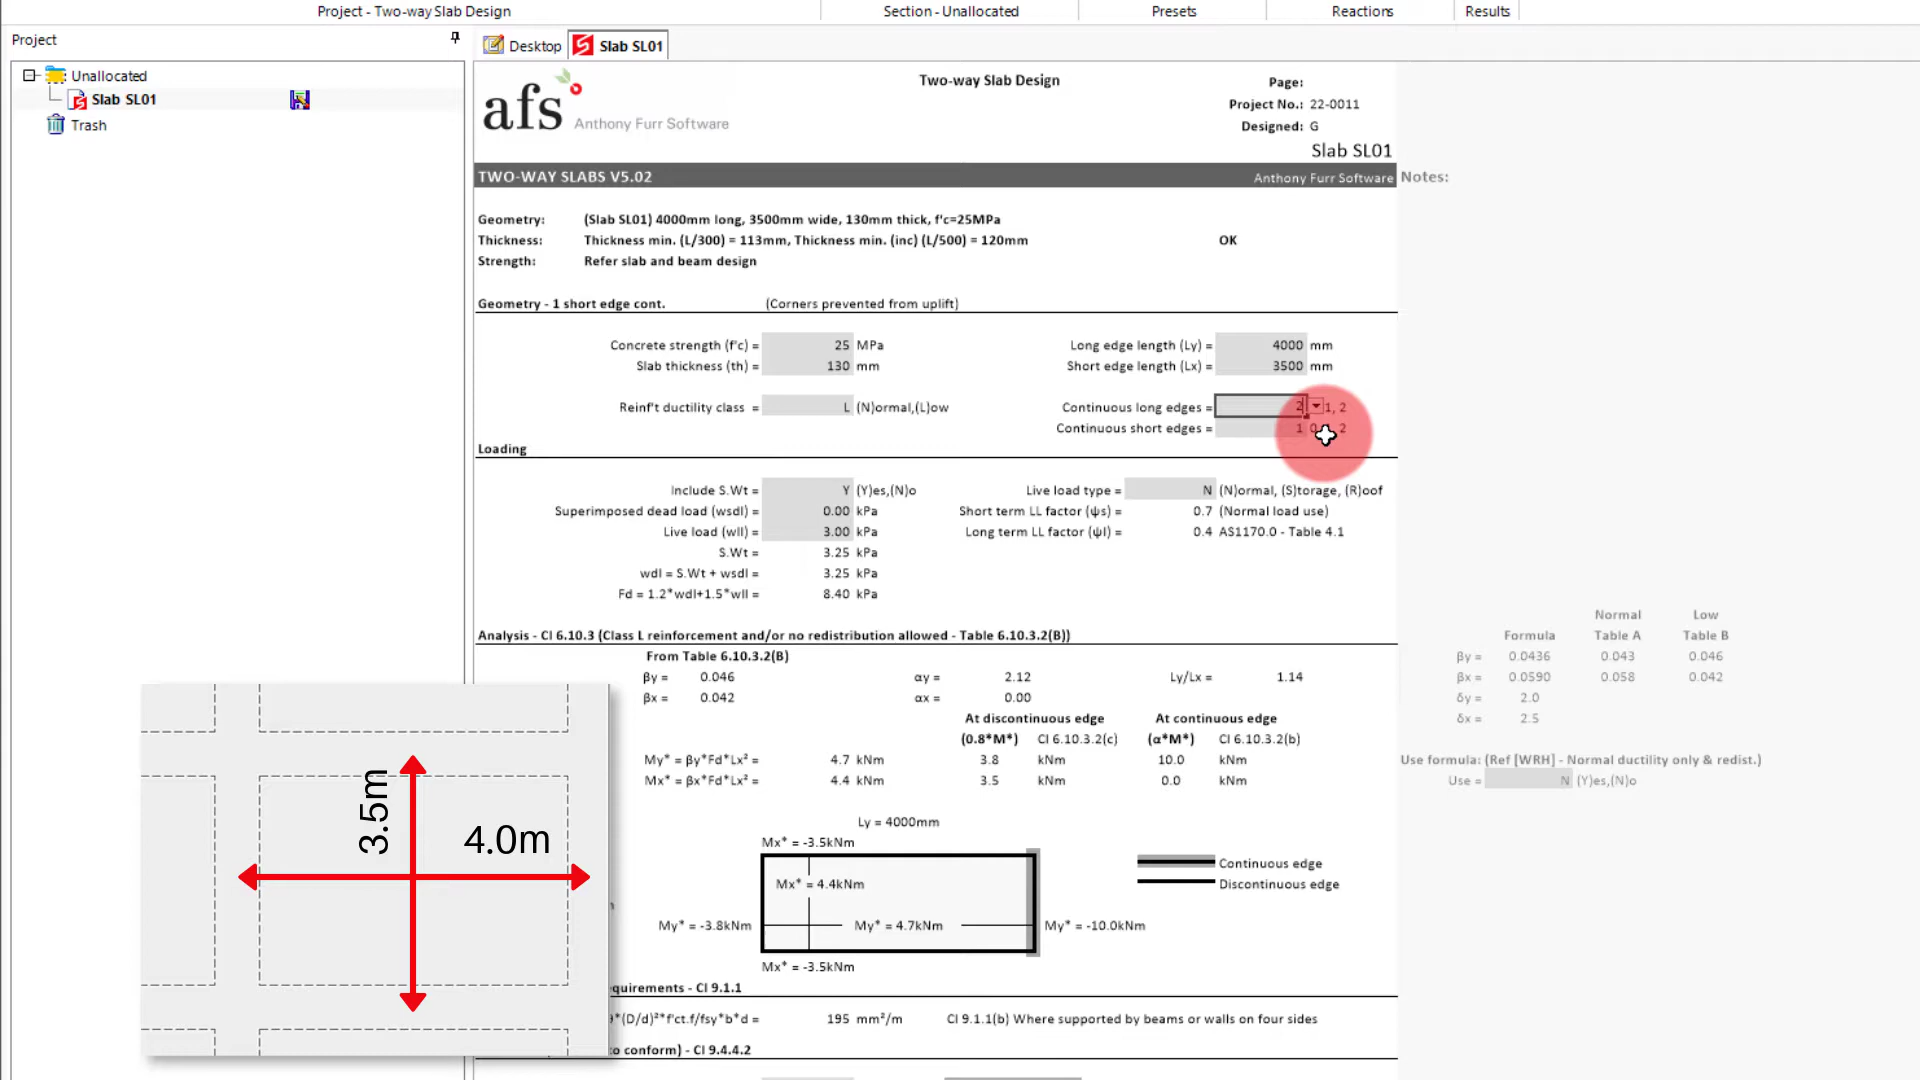 Project - Two-way Slab Design
Section - Unallocated
Presets
Reactions
Results
Project
Unallocated
Slab SL01
Trash
Desktop
Slab SL01
afs Anthony Furr Software
Two-way Slab Design
Page:
Project No.: 22-0011
Designed: G
Slab SL01
TWO-WAY SLABS V5.02
Anthony Furr Software
Notes:
Geometry: (Slab SL01) 4000mm long, 3500mm wide, 130mm thick, f'c=25MPa
Thickness: Thickness min. (L/300) = 113mm, Thickness min. (inc) (L/500) = 120mm OK
Strength: Refer slab and beam design
Geometry - 1 short edge cont. (Corners prevented from uplift)
Concrete strength (f'c) = 25 MPa Long edge length (Ly) = 4000 mm
Slab thickness (th) = 130 mm Short edge length (Lx) = 3500 mm
Reinf't ductility class = L (N)ormal,(L)ow Continuous long edges = 2 1, 2
Continuous short edges = 1 0 2
Loading
Include S.Wt = Y (Y)es,(N)o Live load type = N (N)ormal, (S)torage, (R)oof
Superimposed dead load (wsdl) = 0.00 kPa Short term LL factor (ψs) = 0.7 (Normal load use)
Live load (wll) = 3.00 kPa Long term LL factor (ψl) = 0.4 AS1170.0 - Table 4.1
S.Wt = 3.25 kPa
wdl = S.Wt + wsdl = 3.25 kPa
Fd = 1.2*wdl+1.5*wll = 8.40 kPa
Analysis - Cl 6.10.3 (Class L reinforcement and/or no redistribution allowed - Table 6.10.3.2(B))
From Table 6.10.3.2(B)
βy = 0.046 αy = 2.12 Ly/Lx = 1.14
βx = 0.042 αx = 0.00
At discontinuous edge At continuous edge
(0.8*M*) Cl 6.10.3.2(c) (α*M*) Cl 6.10.3.2(b)
My* = βy*Fd*Lx² = 4.7 kNm 3.8 kNm 10.0 kNm
Mx* = βx*Fd*Lx² = 4.4 kNm 3.5 kNm 0.0 kNm
Normal Low
Formula Table A Table B
βy = 0.0436 0.043 0.046
βx = 0.0590 0.058 0.042
δy = 2.0
δx = 2.5
Use formula: (Ref [WRH] - Normal ductility only & redist.)
Use = N (Y)es,(N)o
Ly = 4000mm
Mx* = -3.5kNm
Mx* = 4.4kNm
My* = -3.8kNm
My* = 4.7kNm
My* = -10.0kNm
Mx* = -3.5kNm
Continuous edge
Discontinuous edge
3.5m
4.0m
quirements - Cl 9.1.1
*(D/d)²*f'ct.f/fsy*b*d = 195 mm²/m Cl 9.1.1(b) Where supported by beams or walls on four sides
o conform) - Cl 9.4.4.2